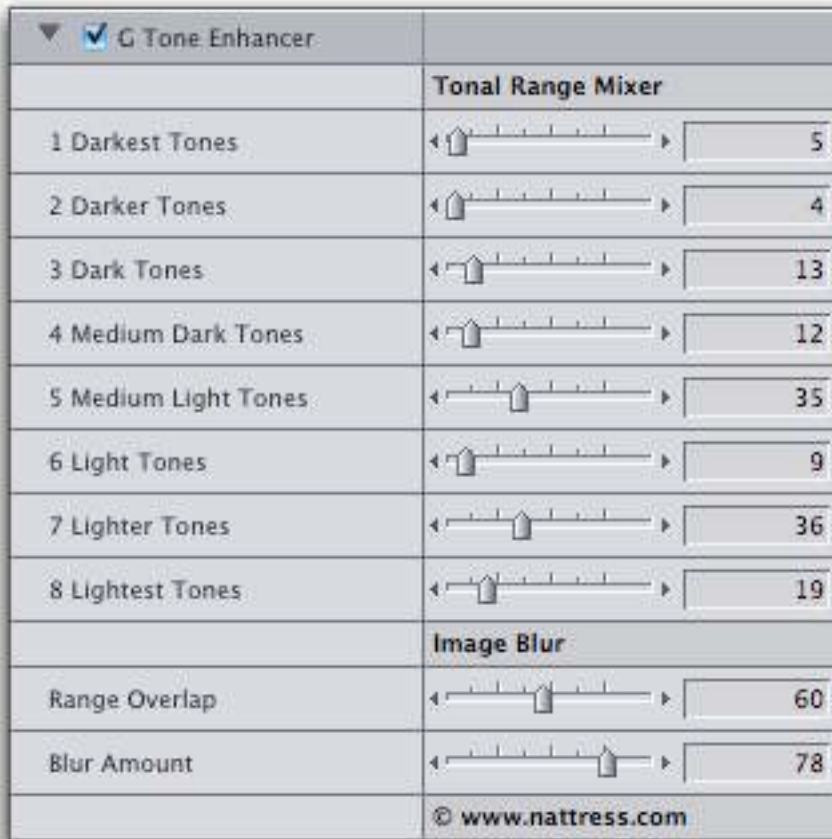 G Tone Enhancer
Tonal Range Mixer
1 Darkest Tones 5
2 Darker Tones 4
3 Dark Tones 13
4 Medium Dark Tones 12
5 Medium Light Tones 35
6 Light Tones 9
7 Lighter Tones 36
8 Lightest Tones 19
Image Blur
Range Overlap 60
Blur Amount 78
© www.nattress.com